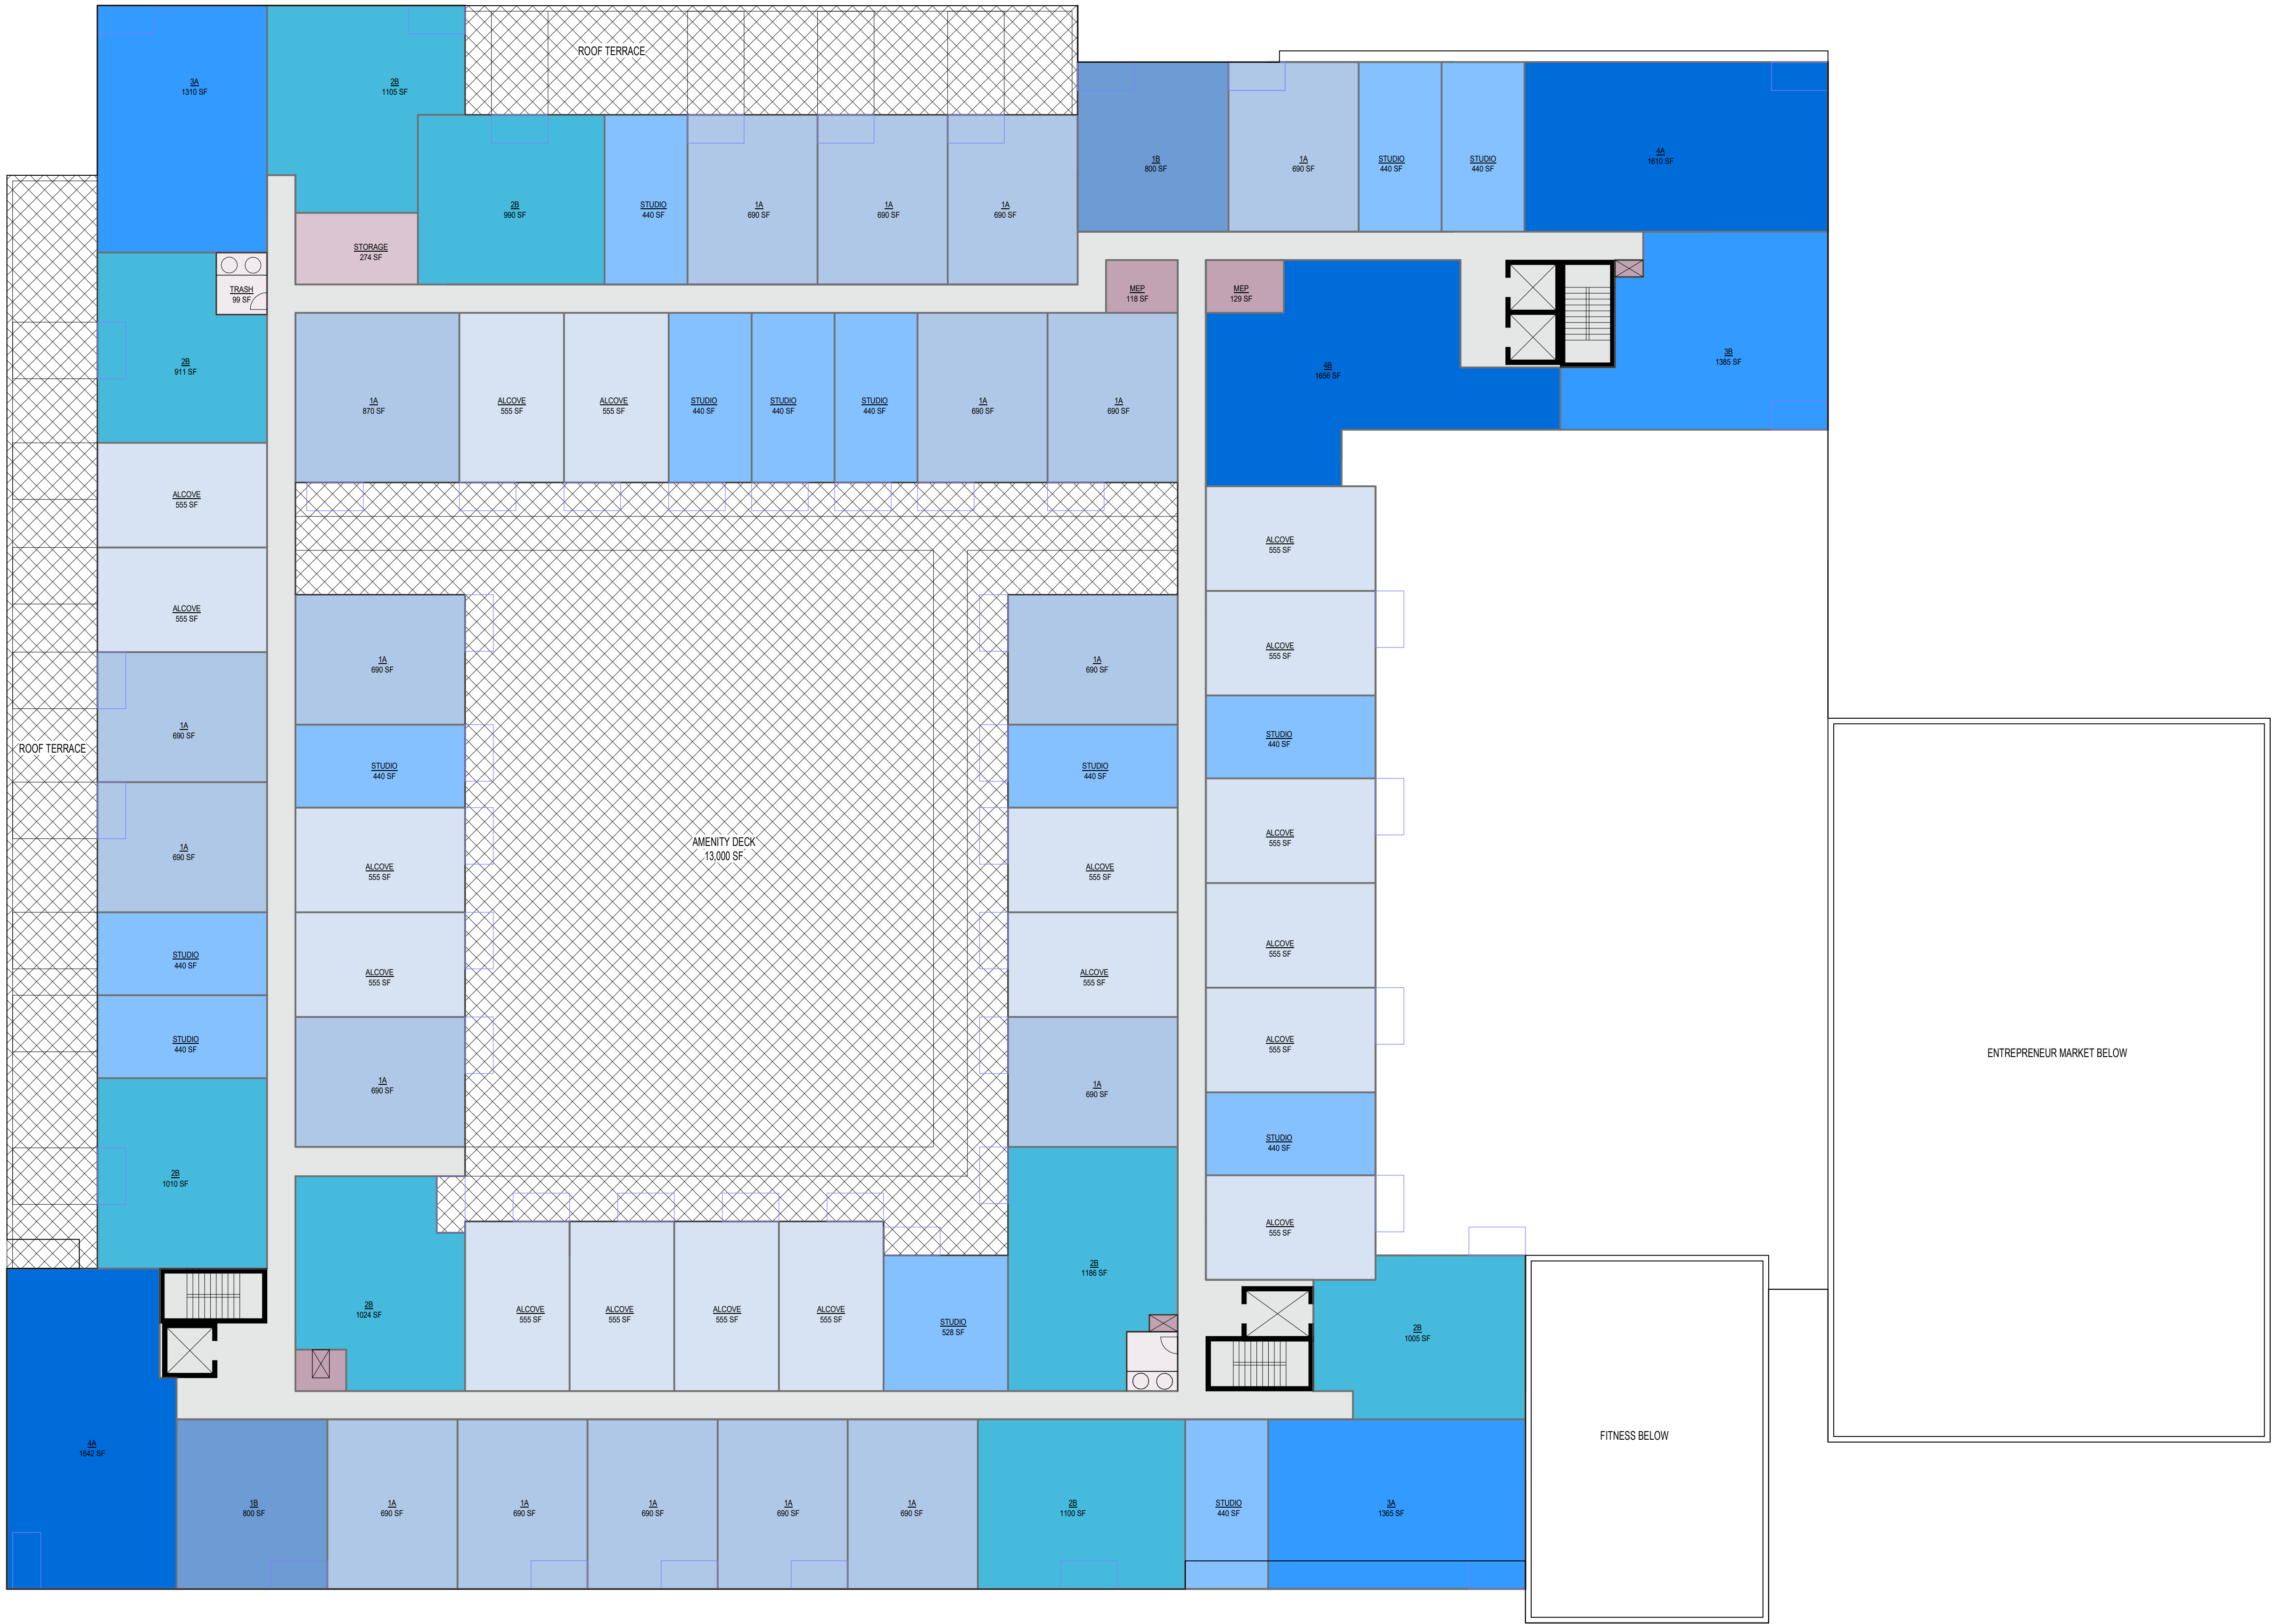 ROOF TERRACE
3A
1310 SF
2B
1105 SF
1B
800 SF
1A
690 SF
STUDIO
440 SF
STUDIO
440 SF
4A
1610 SF
2B
990 SF
STUDIO
440 SF
1A
690 SF
1A
690 SF
1A
690 SF
STORAGE
274 SF
TRASH
99 SF
MEP
118 SF
MEP
129 SF
2B
911 SF
4B
1656 SF
3B
1385 SF
1A
870 SF
ALCOVE
555 SF
ALCOVE
555 SF
STUDIO
440 SF
STUDIO
440 SF
STUDIO
440 SF
1A
690 SF
1A
690 SF
ALCOVE
555 SF
ALCOVE
555 SF
ALCOVE
555 SF
ALCOVE
555 SF
1A
690 SF
1A
690 SF
1A
690 SF
ROOF TERRACE
STUDIO
440 SF
STUDIO
440 SF
STUDIO
440 SF
1A
690 SF
AMENITY DECK
13,000 SF
ALCOVE
555 SF
ALCOVE
555 SF
ALCOVE
555 SF
STUDIO
440 SF
ALCOVE
555 SF
ALCOVE
555 SF
ALCOVE
555 SF
STUDIO
440 SF
1A
690 SF
1A
690 SF
ALCOVE
555 SF
ENTREPRENEUR MARKET BELOW
2B
1010 SF
STUDIO
440 SF
ALCOVE
555 SF
2B
1024 SF
ALCOVE
555 SF
ALCOVE
555 SF
ALCOVE
555 SF
ALCOVE
555 SF
STUDIO
528 SF
2B
1186 SF
2B
1005 SF
FITNESS BELOW
4A
1642 SF
1B
800 SF
1A
690 SF
1A
690 SF
1A
690 SF
1A
690 SF
1A
690 SF
2B
1100 SF
STUDIO
440 SF
3A
1365 SF